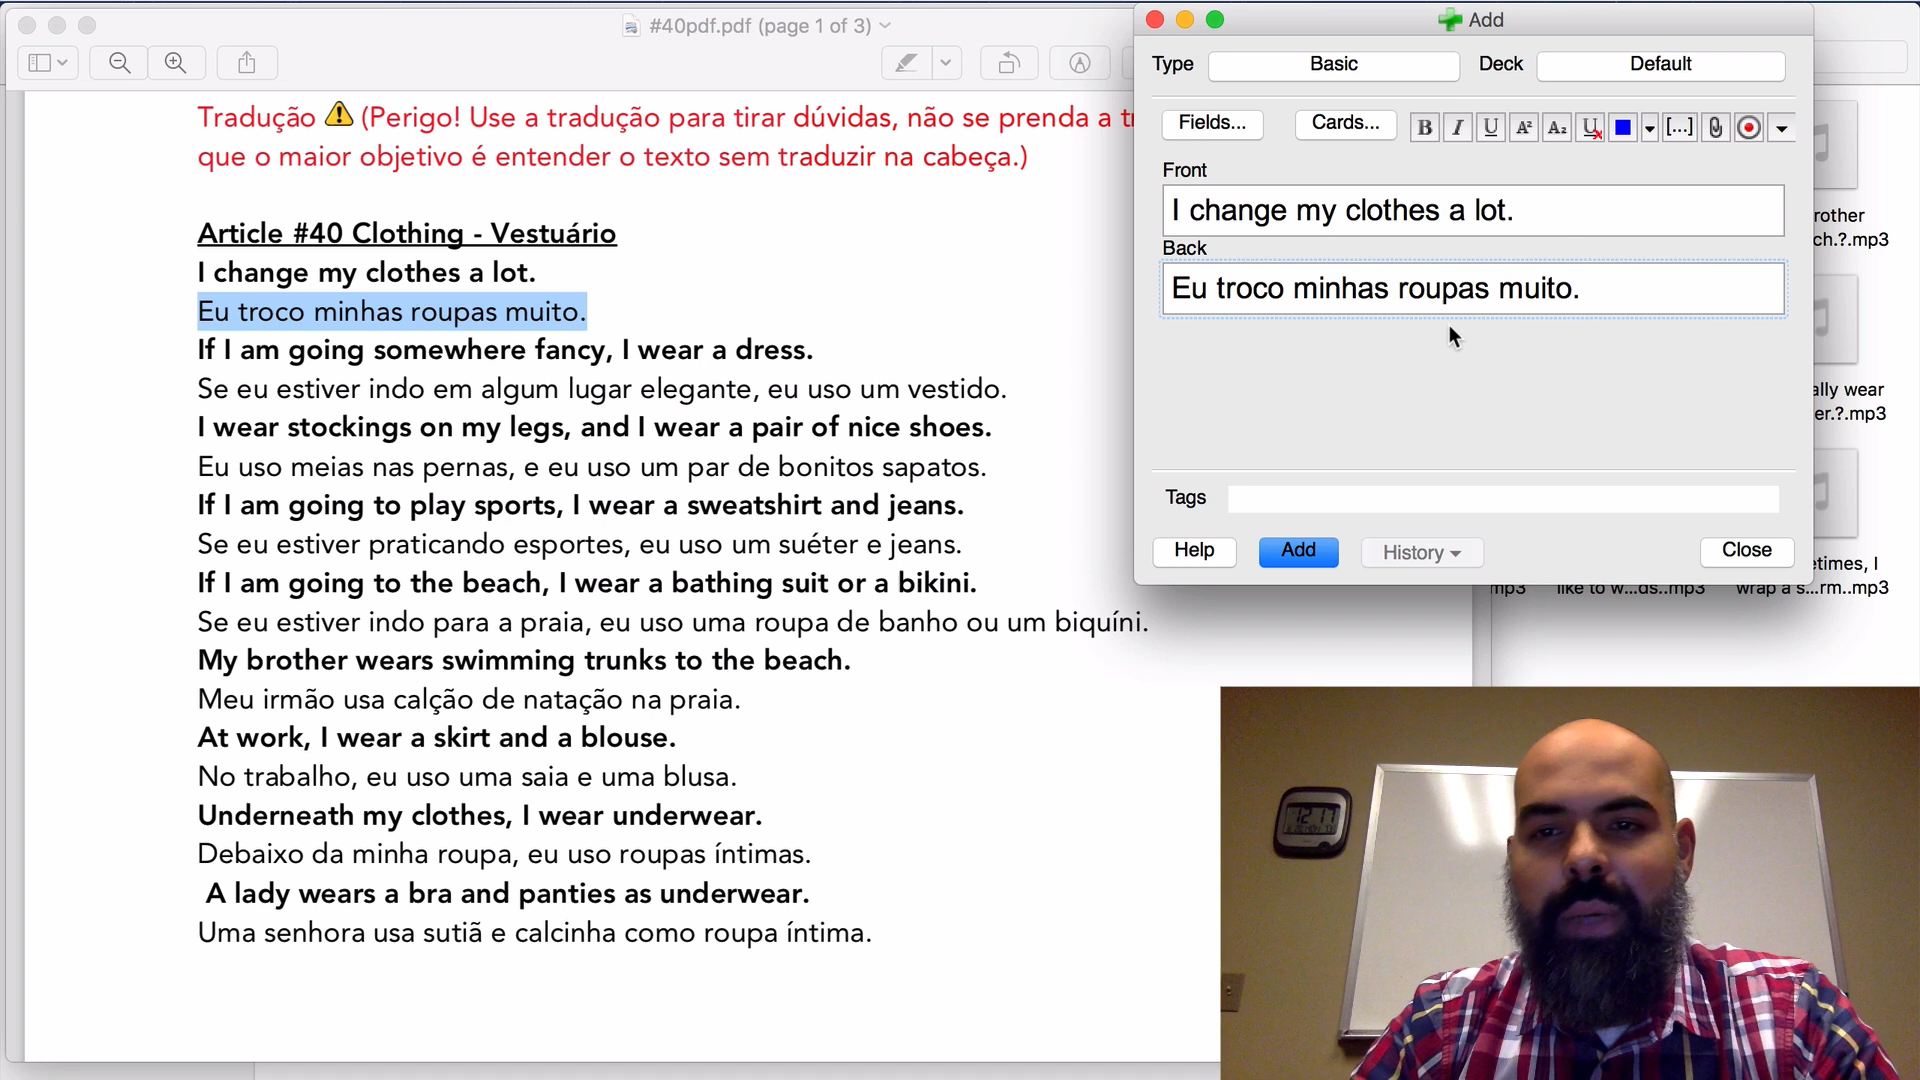 #40pdf.pdf (page 1 of 3)
Tradução ⚠ (Perigo! Use a tradução para tirar dúvidas, não se prenda a
que o maior objetivo é entender o texto sem traduzir na cabeça.)
Article #40 Clothing - Vestuário
I change my clothes a lot.
Eu troco minhas roupas muito.
If I am going somewhere fancy, I wear a dress.
Se eu estiver indo em algum lugar elegante, eu uso um vestido.
I wear stockings on my legs, and I wear a pair of nice shoes.
Eu uso meias nas pernas, e eu uso um par de bonitos sapatos.
If I am going to play sports, I wear a sweatshirt and jeans.
Se eu estiver praticando esportes, eu uso um suéter e jeans.
If I am going to the beach, I wear a bathing suit or a bikini.
Se eu estiver indo para a praia, eu uso uma roupa de banho ou um biquíni.
My brother wears swimming trunks to the beach.
Meu irmão usa calção de natação na praia.
At work, I wear a skirt and a blouse.
No trabalho, eu uso uma saia e uma blusa.
Underneath my clothes, I wear underwear.
Debaixo da minha roupa, eu uso roupas íntimas.
A lady wears a bra and panties as underwear.
Uma senhora usa sutiã e calcinha como roupa íntima.
Add
Type Basic Deck Default
Fields... Cards... B I U A² A₂ U [...]
Front
I change my clothes a lot.
Back
Eu troco minhas roupas muito.
Tags
Help Add History Close
rother
ch.?.mp3
ally wear
er.?.mp3
etimes, I
mp3 like to w...ds..mp3 wrap a s...rm..mp3
12 17